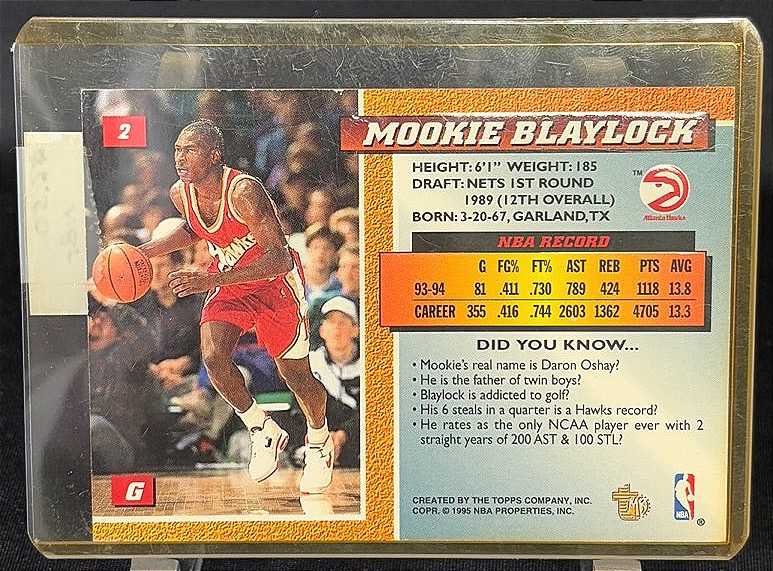 2
MOOKIE BLAYLOCK
HEIGHT: 6'1" WEIGHT: 185
DRAFT: NETS 1ST ROUND
1989 (12TH OVERALL)
BORN: 3-20-67, GARLAND, TX
TM
Atlanta Hawks
Hawks
NBA RECORD
G FG% FT% AST REB PTS AVG
93-94 81 .411 .730 789 424 1118 13.8
CAREER 355 .416 .744 2603 1362 4705 13.3
DID YOU KNOW...
• Mookie's real name is Daron Oshay?
• He is the father of twin boys?
• Blaylock is addicted to golf?
• His 6 steals in a quarter is a Hawks record?
• He rates as the only NCAA player ever with 2
straight years of 200 AST & 100 STL?
G
CREATED BY THE TOPPS COMPANY, INC.
COPR. © 1995 NBA PROPERTIES, INC.
NBA
®